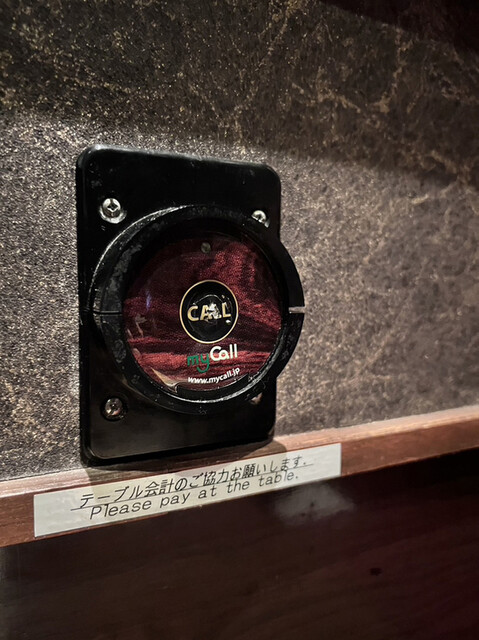 CALL
myCall
www.mycall.jp
テーブル会計のご協力お願いします.
Please pay at the table.